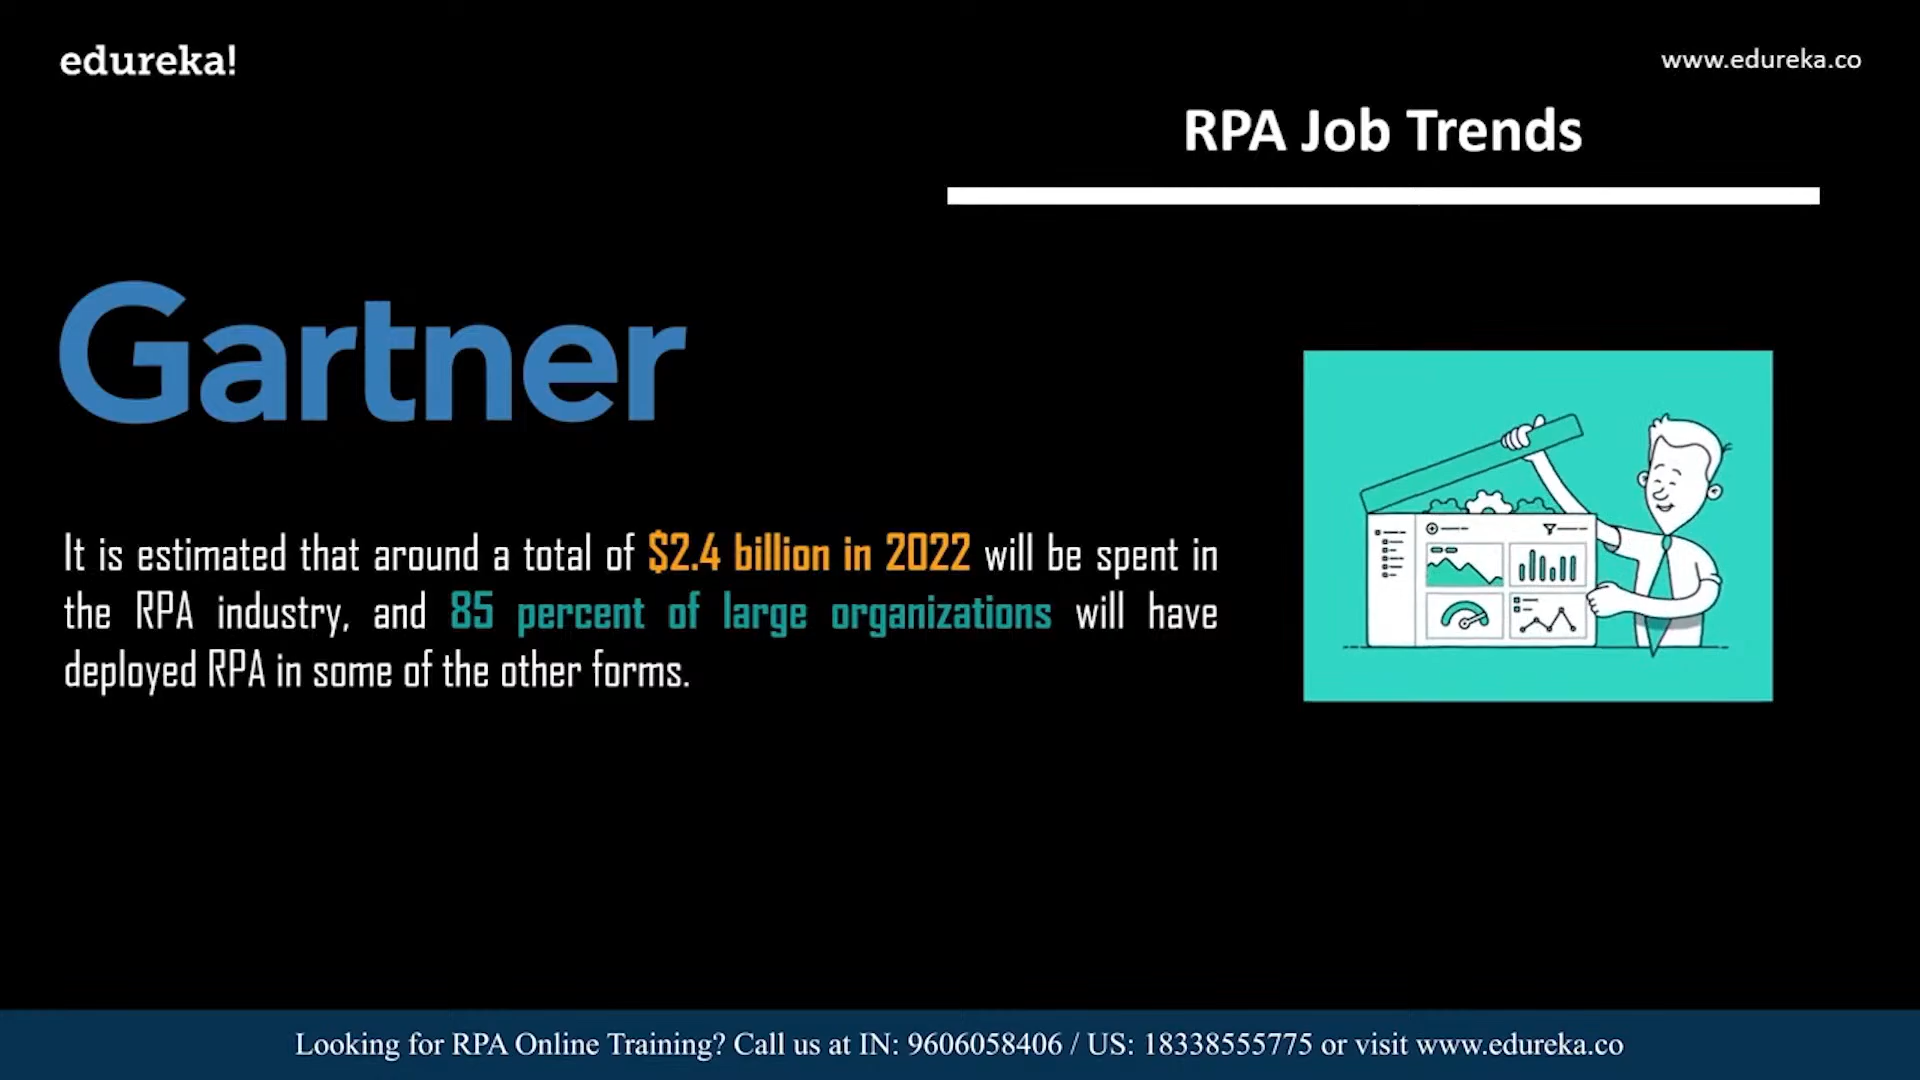 edureka!
www.edureka.co
RPA Job Trends
Gartner
It is estimated that around a total of $2.4 billion in 2022 will be spent in
the RPA industry, and 85 percent of large organizations will have
deployed RPA in some of the other forms.
Looking for RPA Online Training? Call us at IN: 9606058406 / US: 18338555775 or visit www.edureka.co